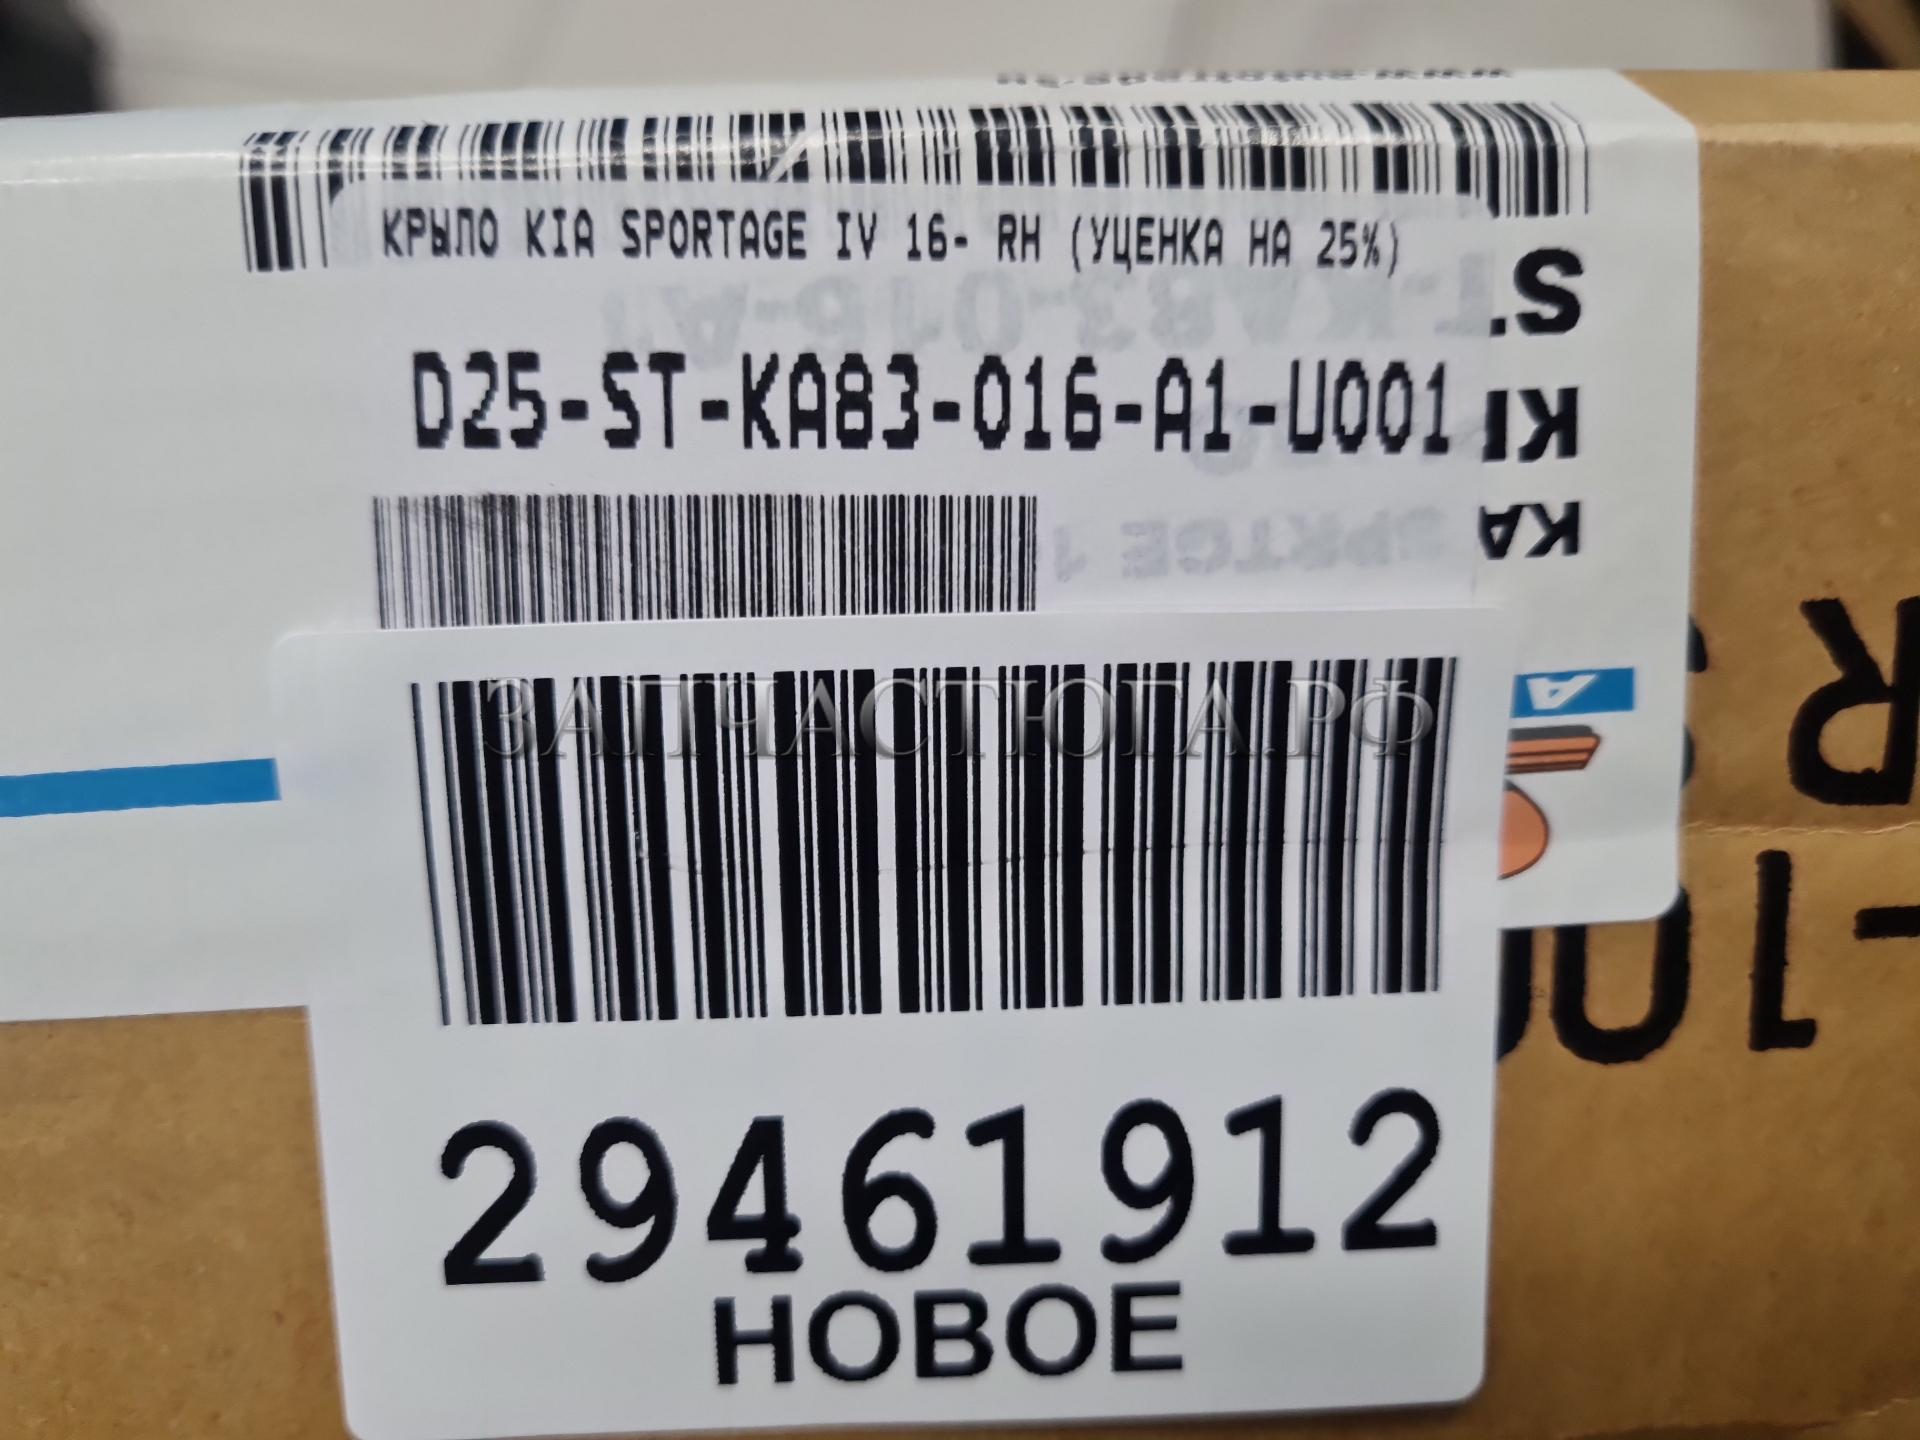 КРЫЛО KIA SPORTAGE IV 16- RH (УЦЕНКА НА 25%)
D25-ST-KA83-016-A1-U001
ЗАПЧАСТЮГА.РФ
29461912
НОВОЕ